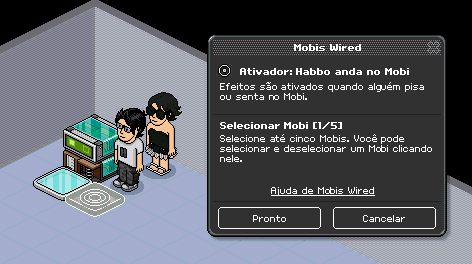 Mobis Wired
Ativador: Habbo anda no Mobi
Efeitos são ativados quando alguém pisa
ou senta no Mobi.
Selecionar Mobi [1/5]
Selecione até cinco Mobis. Você pode
selecionar e deselecionar um Mobi clicando
nele.
Ajuda de Mobis Wired
Pronto
Cancelar